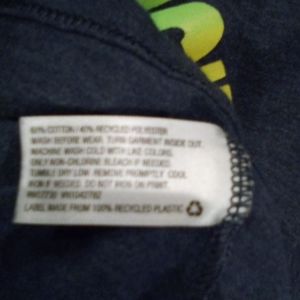 60% COTTON / 40% RECYCLED POLYESTER
WASH BEFORE WEAR. TURN GARMENT INSIDE OUT.
MACHINE WASH COLD WITH LIKE COLORS.
ONLY NON-CHLORINE BLEACH IF NEEDED.
TUMBLE DRY LOW. REMOVE PROMPTLY. COOL
IRON IF NEEDED. DO NOT IRON ON PRINT.
LABEL MADE FROM 100% RECYCLED PLASTIC